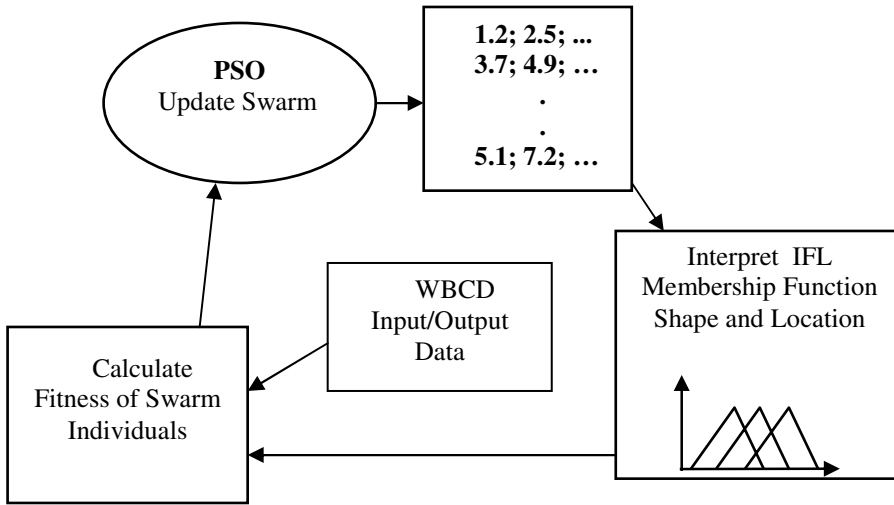 PSO
Update Swarm
1.2; 2.5; ...
3.7; 4.9; …
.
.
5.1; 7.2; …
Interpret IFL
Membership Function
Shape and Location
WBCD
Input/Output
Data
Calculate
Fitness of Swarm
Individuals